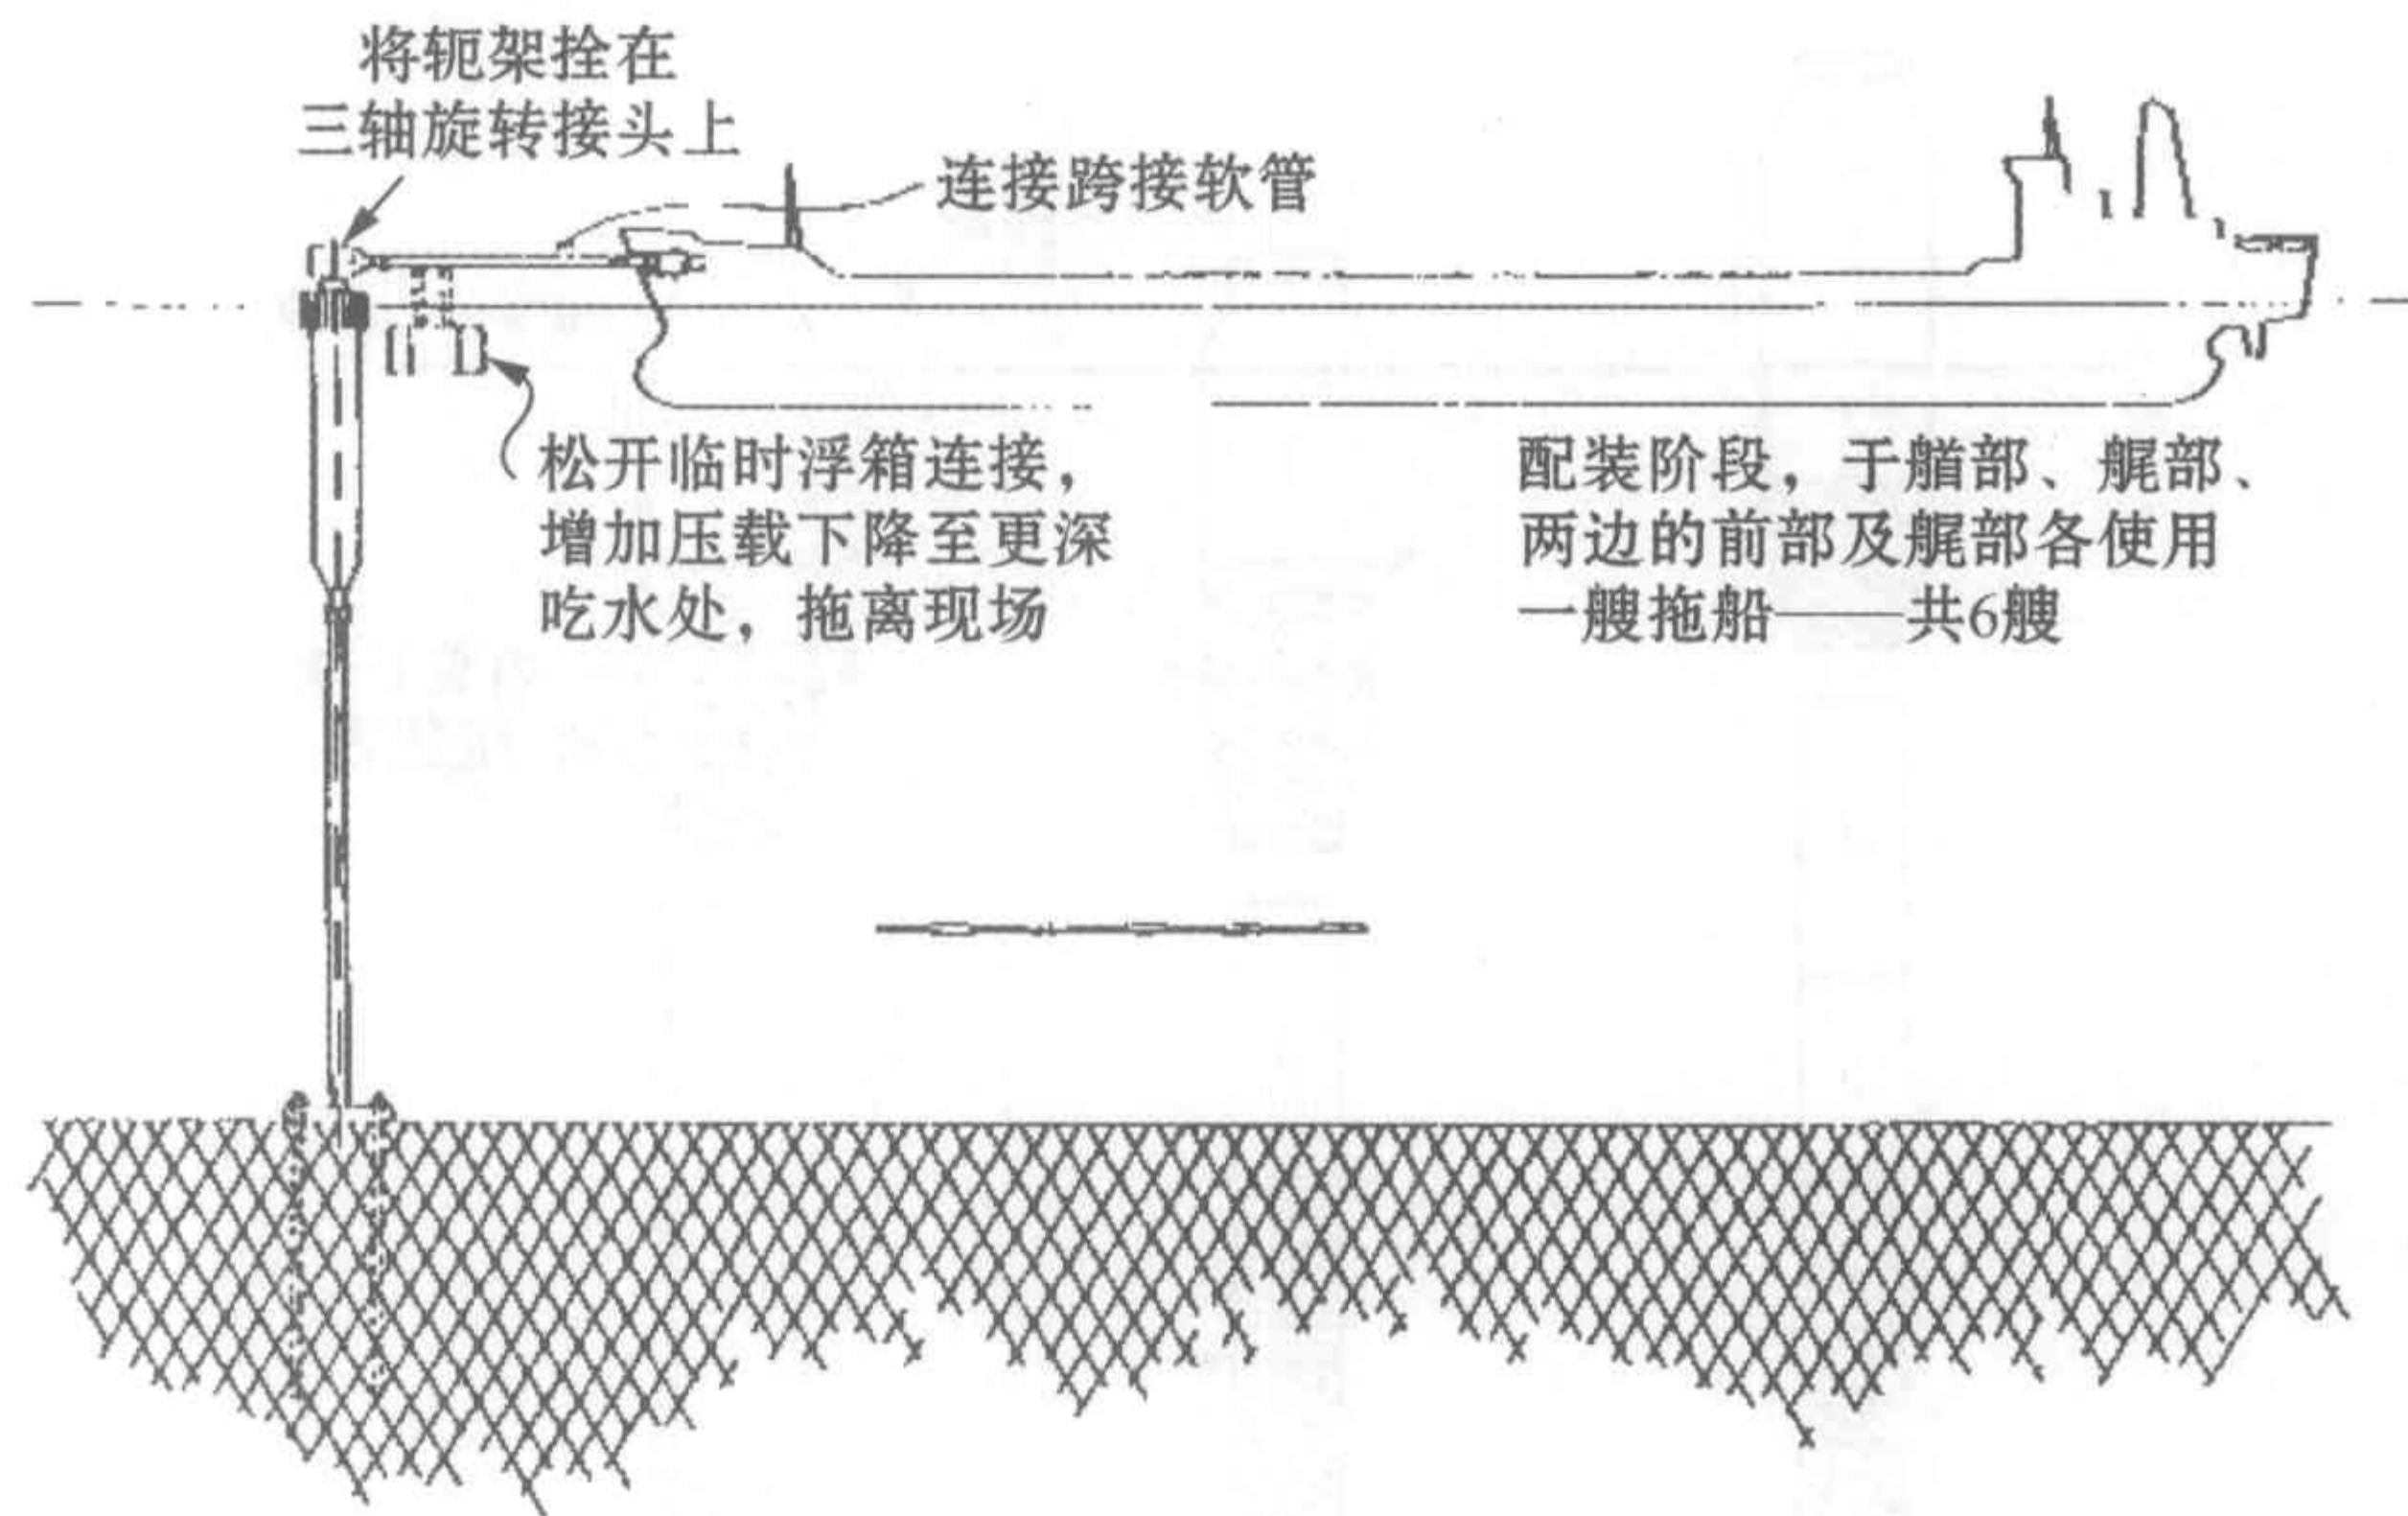 将轭架拴在
三轴旋转接头上
连接跨接软管
松开临时浮箱连接，
增加压载下降至更深
吃水处，拖离现场
配装阶段，于艏部、艉部、
两边的前部及艉部各使用
一艘拖船——共6艘